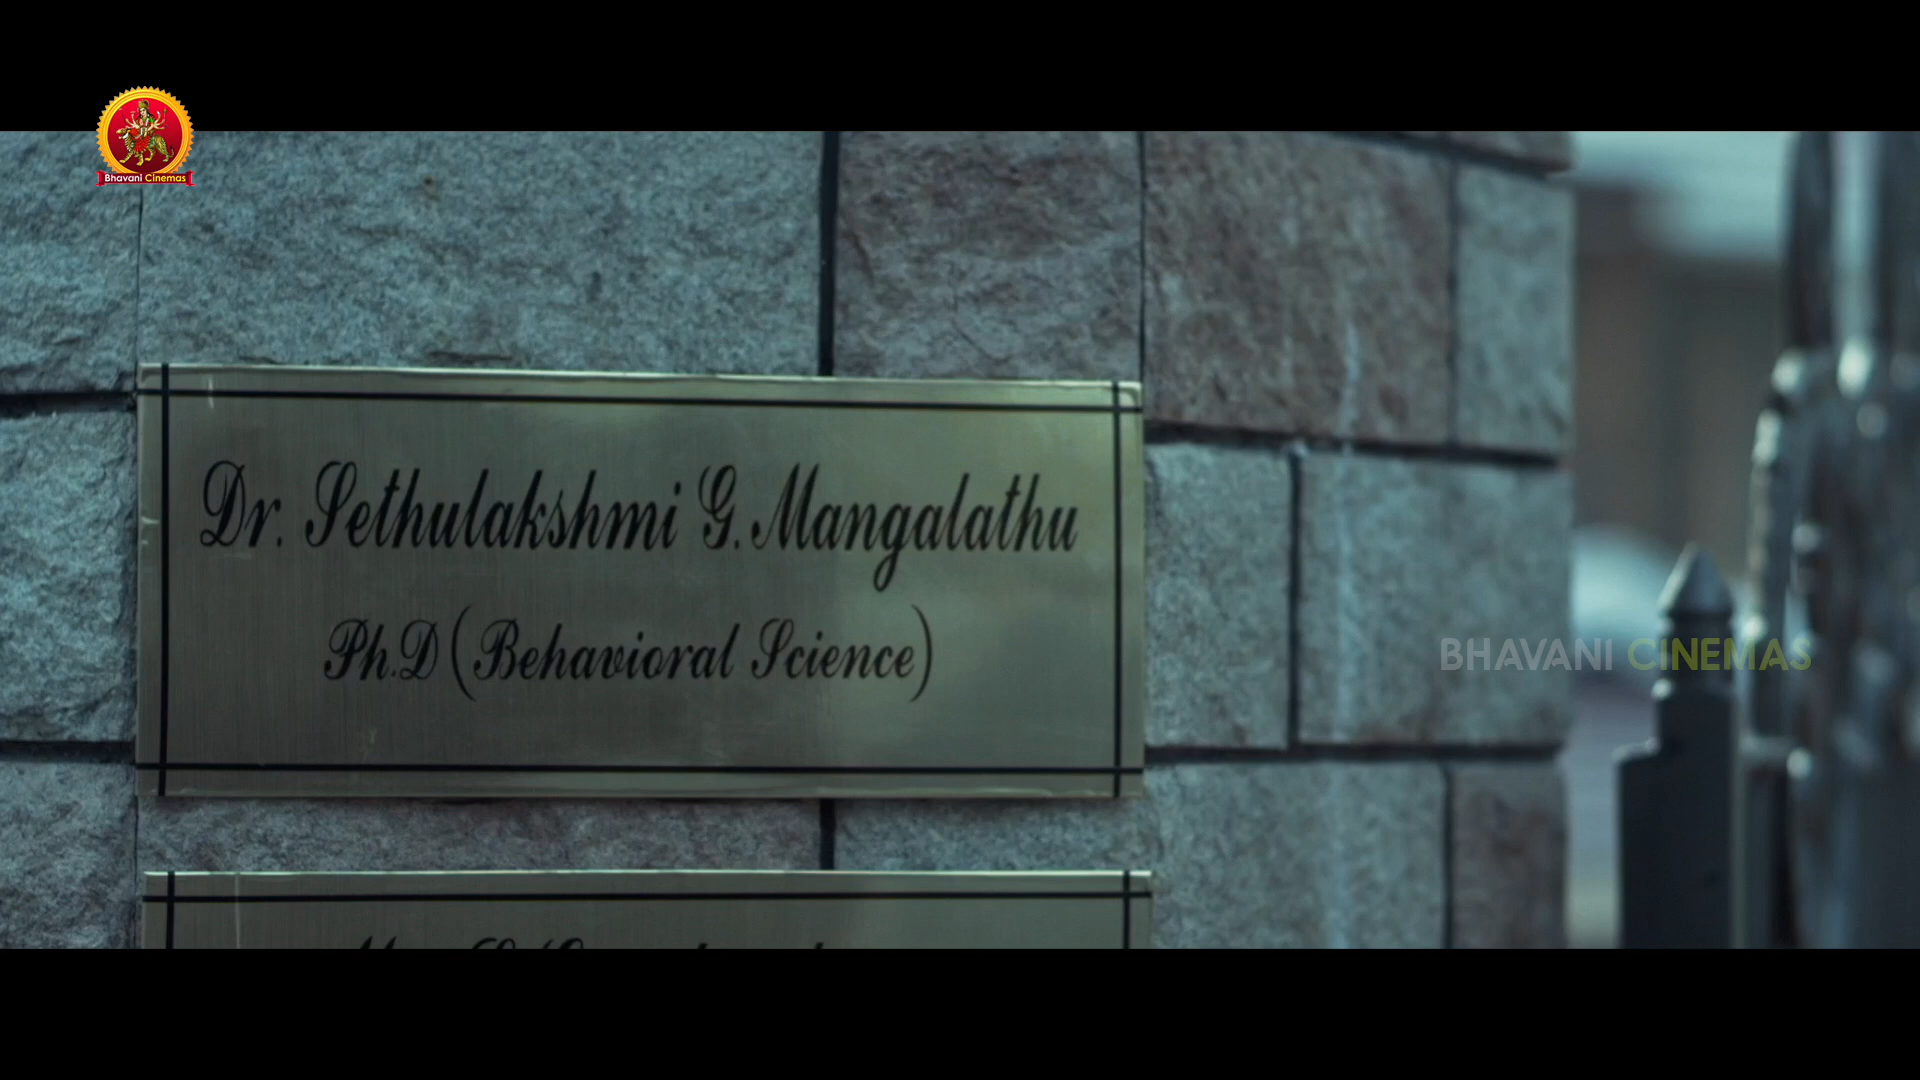 Bhavani Cinemas
Dr. Sethulakshmi G. Mangalathu
Ph.D (Behavioral Science)
BHAVANI CINEMAS